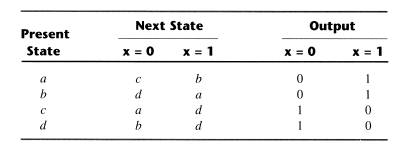 Present State Next State Output
x = 0 x = 1 x = 0 x = 1
a c b 0 1
b d a 0 1
c a d 1 0
d b d 1 0